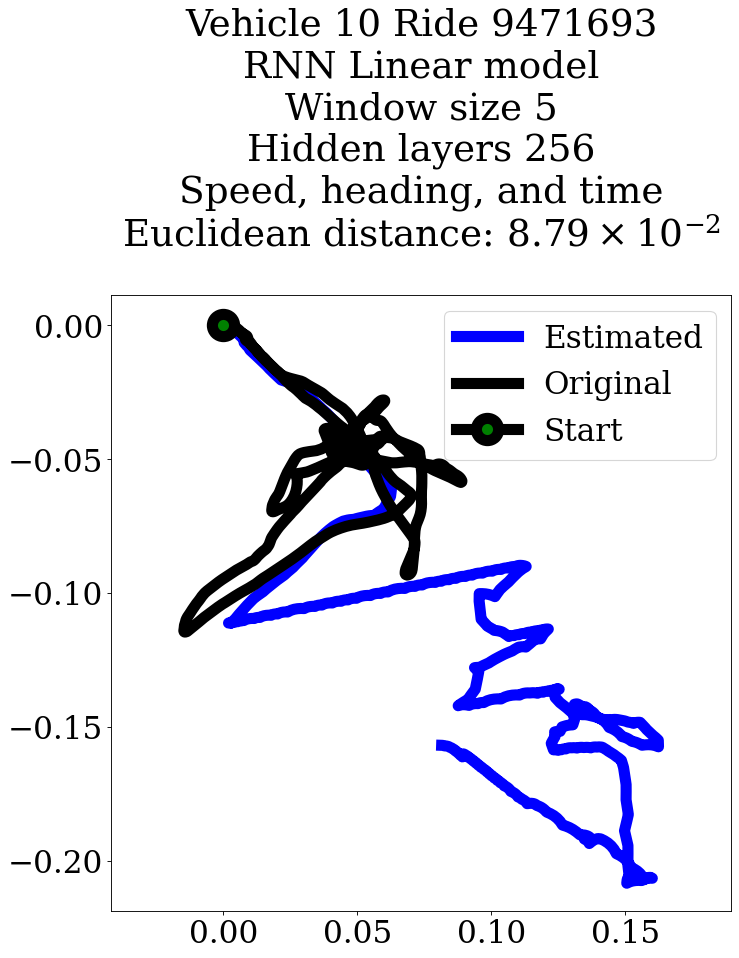 Vehicle 10 Ride 9471693
RNN Linear model
Window size 5
Hidden layers 256
Speed, heading, and time
Euclidean distance: 8.79 × 10⁻²
Estimated
Original
Start
0.00
−0.05
−0.10
−0.15
−0.20
0.00 0.05 0.10 0.15